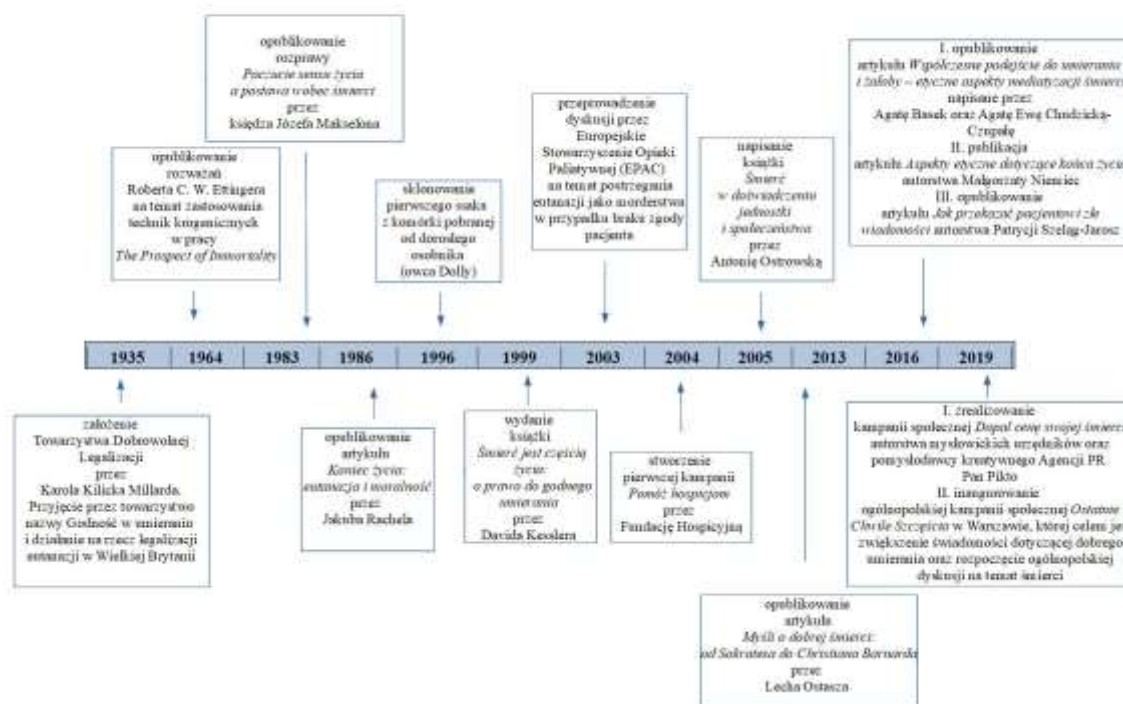 opublikowanie
rozprawy
Poczucie sensu życia
a postawa wobec śmierci
przez
księdza Józefa Makselona
opublikowanie
rozważań
Roberta C. W. Ettingera
na temat zastosowania
technik kriogenicznych
w pracy
The Prospect of Immortality
sklonowanie
pierwszego ssaka
z komórki pobranej
od dorosłego
osobnika
(owca Dolly)
przeprowadzenie
dyskusji przez
Europejskie
Stowarzyszenie Opieki
Paliatywnej (EPAC)
na temat postrzegania
eutanazji jako morderstwa
w przypadku braku zgody
pacjenta
napisanie
książki
Śmierć
w doświadczeniu
jednostki
i społeczeństwa
przez
Antoninę Ostrowską
I. opublikowanie
artykułu Współczesne podejście do umierania
i żałoby – etyczne aspekty mediatyzacji śmierci
napisane przez
Agatę Basek oraz Agatę Ewę Chodzicką-
Czupałę
II. publikacja
artykułu Aspekty etyczne dotyczące końca życia
autorstwa Małgorzaty Niemiec
III. opublikowanie
artykułu Jak przekazać pacjentowi złe
wiadomości autorstwa Patrycji Szeląg-Jarosz
1935 1964 1983 1986 1996 1999 2003 2004 2005 2013 2016 2019
założenie
Towarzystwa Dobrowolnej
Legalizacji
przez
Karola Kilicka Millarda.
Przyjęcie przez towarzystwo
nazwy Godność w umieraniu
i działanie na rzecz legalizacji
eutanazji w Wielkiej Brytanii
opublikowanie
artykułu
Koniec życia:
eutanazja i moralność
przez
Jakuba Rachela
wydanie
książki
Śmierć jest częścią
życia:
o prawo do godnego
umierania
przez
Davida Kesslera
stworzenie
pierwszej kampanii
Pomóż hospicjom
przez
Fundację Hospicyjną
opublikowanie
artykułu
Myśli o dobrej śmierci:
od Sokratesa do Christiana Barnarda
przez
Lecha Ostasza
I. zrealizowanie
kampanii społecznej Dopal cenę swojej śmierci
autorstwa mysłowickich urzędników oraz
pomysłodawcy kreatywnego Agencji PR
Pan Pikto
II. inaugurowanie
ogólnopolskiej kampanii społecznej Ostatnie
Chwile Szczęścia w Warszawie, której celem jest
zwiększenie świadomości dotyczącej dobrego
umierania oraz rozpoczęcie ogólnopolskiej
dyskusji na temat śmierci